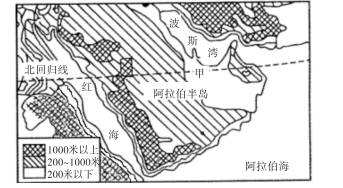 波
斯
湾
北回归线
甲
红
阿拉伯半岛
海
1000米以上
200~1000米
200米以下
阿拉伯海